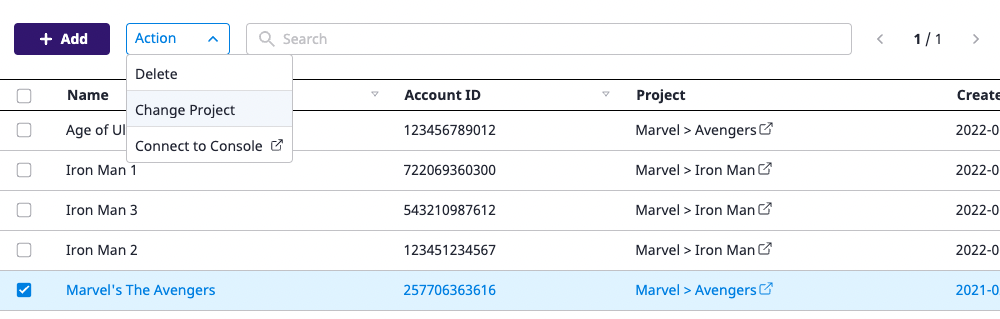 + Add Action Search 1 / 1
Delete
Name Account ID Project Create
Change Project
Age of Ul 123456789012 Marvel > Avengers 2022-0
Connect to Console
Iron Man 1 722069360300 Marvel > Iron Man 2022-0
Iron Man 3 543210987612 Marvel > Iron Man 2022-0
Iron Man 2 123451234567 Marvel > Iron Man 2022-0
Marvel's The Avengers 257706363616 Marvel > Avengers 2021-0